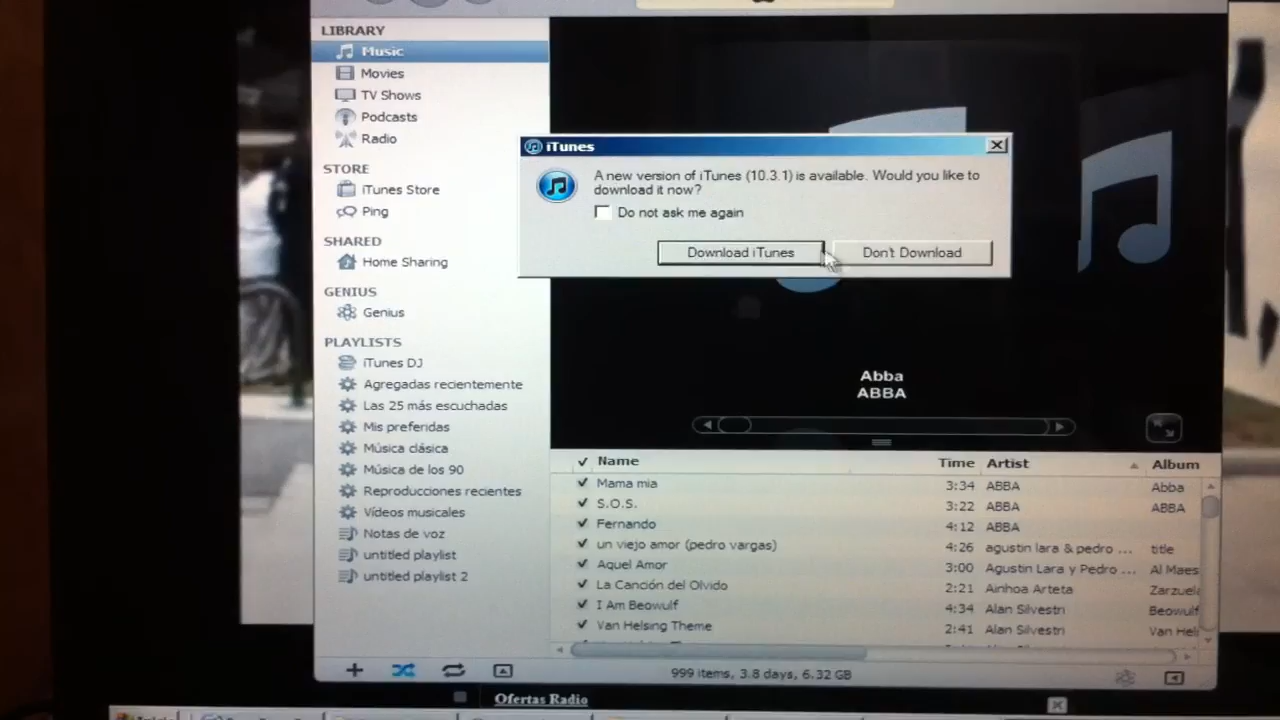 LIBRARY
Music
Movies
TV Shows
Podcasts
Radio
STORE
iTunes Store
Ping
SHARED
Home Sharing
GENIUS
Genius
PLAYLISTS
iTunes DJ
Agregadas recientemente
Las 25 más escuchadas
Mis preferidas
Música clásica
Música de los 90
Reproducciones recientes
Vídeos musicales
Notas de voz
untitled playlist
untitled playlist 2
iTunes
A new version of iTunes (10.3.1) is available. Would you like to
download it now?
Do not ask me again
Download iTunes Don't Download
Abba
ABBA
Name Time Artist Album
Mama mia 3:34 ABBA Abba
S.O.S. 3:22 ABBA ABBA
Fernando 4:12 ABBA
un viejo amor (pedro vargas) 4:26 agustin lara & pedro ... title
Aquel Amor 3:00 Agustin Lara y Pedro ... Al Maes
La Canción del Olvido 2:21 Ainhoa Arteta Zarzuela
I Am Beowulf 4:34 Alan Silvestri Beowulf
Van Helsing Theme 2:41 Alan Silvestri Van Hel
999 items, 3.8 days, 6.32 GB
Ofertas Radio